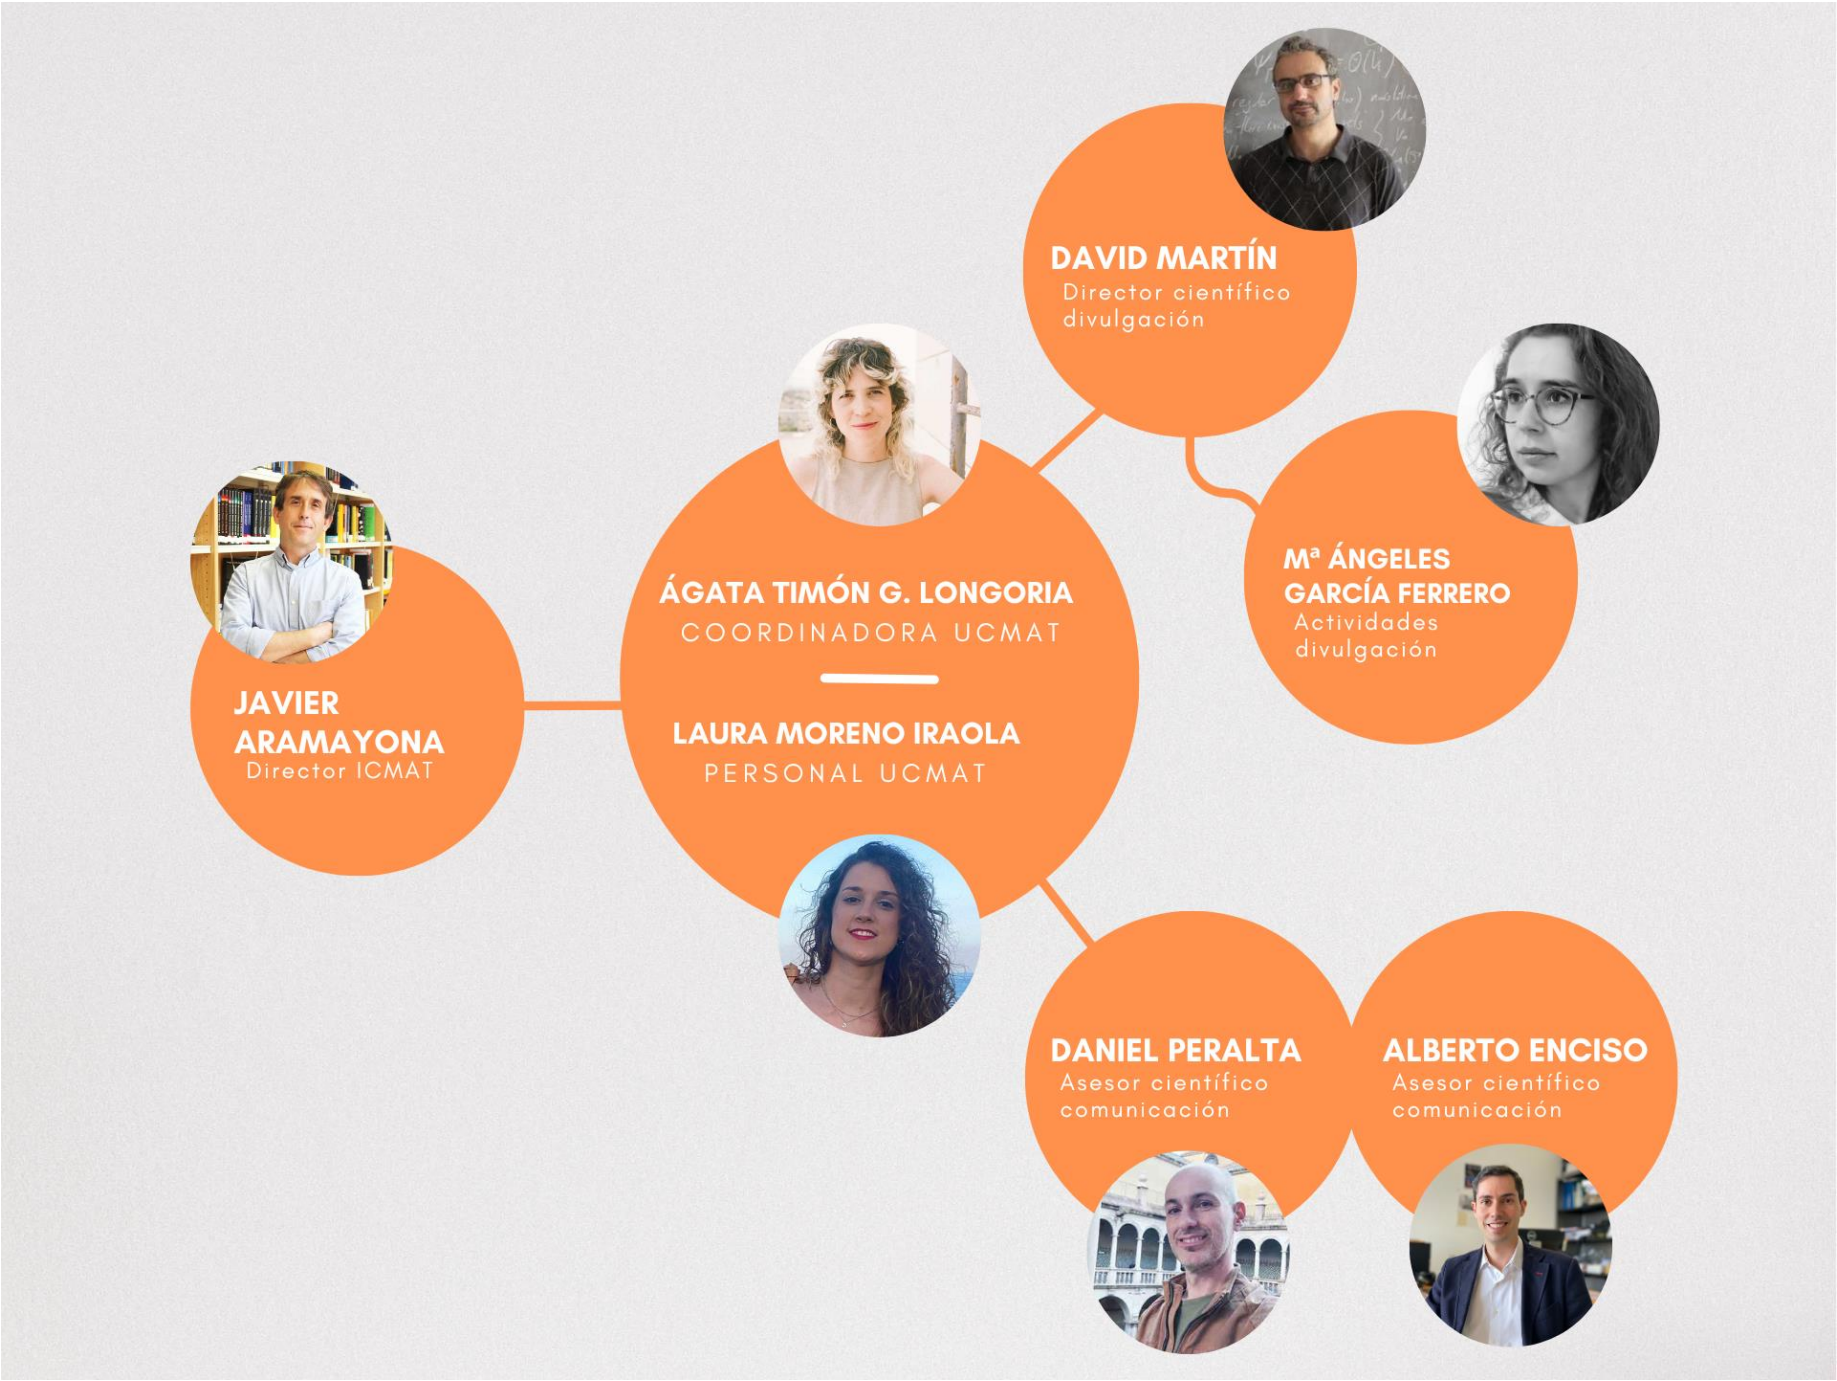 DAVID MARTÍN
Director científico
divulgación
Mª ÁNGELES
GARCÍA FERRERO
Actividades
divulgación
ÁGATA TIMÓN G. LONGORIA
COORDINADORA UCMAT
LAURA MORENO IRAOLA
PERSONAL UCMAT
JAVIER
ARAMAYONA
Director ICMAT
DANIEL PERALTA
Asesor científico
comunicación
ALBERTO ENCISO
Asesor científico
comunicación